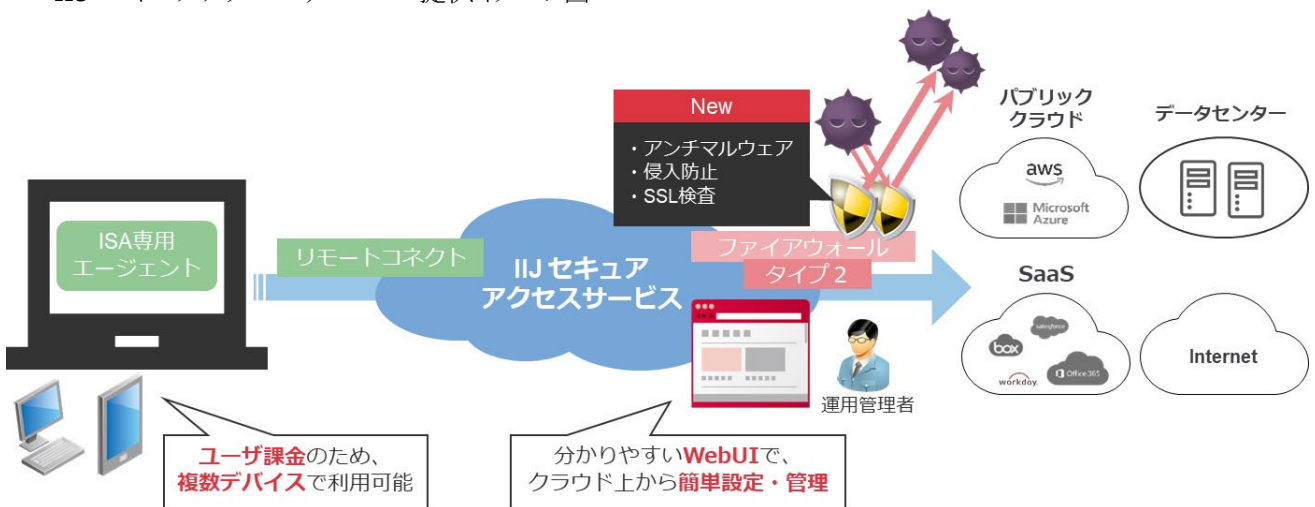 New
・アンチマルウェア
・侵入防止
・SSL検査
パブリック
クラウド
データセンター
aws
Microsoft
Azure
ISA専用
エージェント
リモートコネクト
IIJ セキュア
アクセスサービス
ファイアウォール
タイプ２
SaaS
salesforce
box
workday.
Office 365
Internet
運用管理者
ユーザ課金のため、
複数デバイスで利用可能
分かりやすいWebUIで、
クラウド上から簡単設定・管理